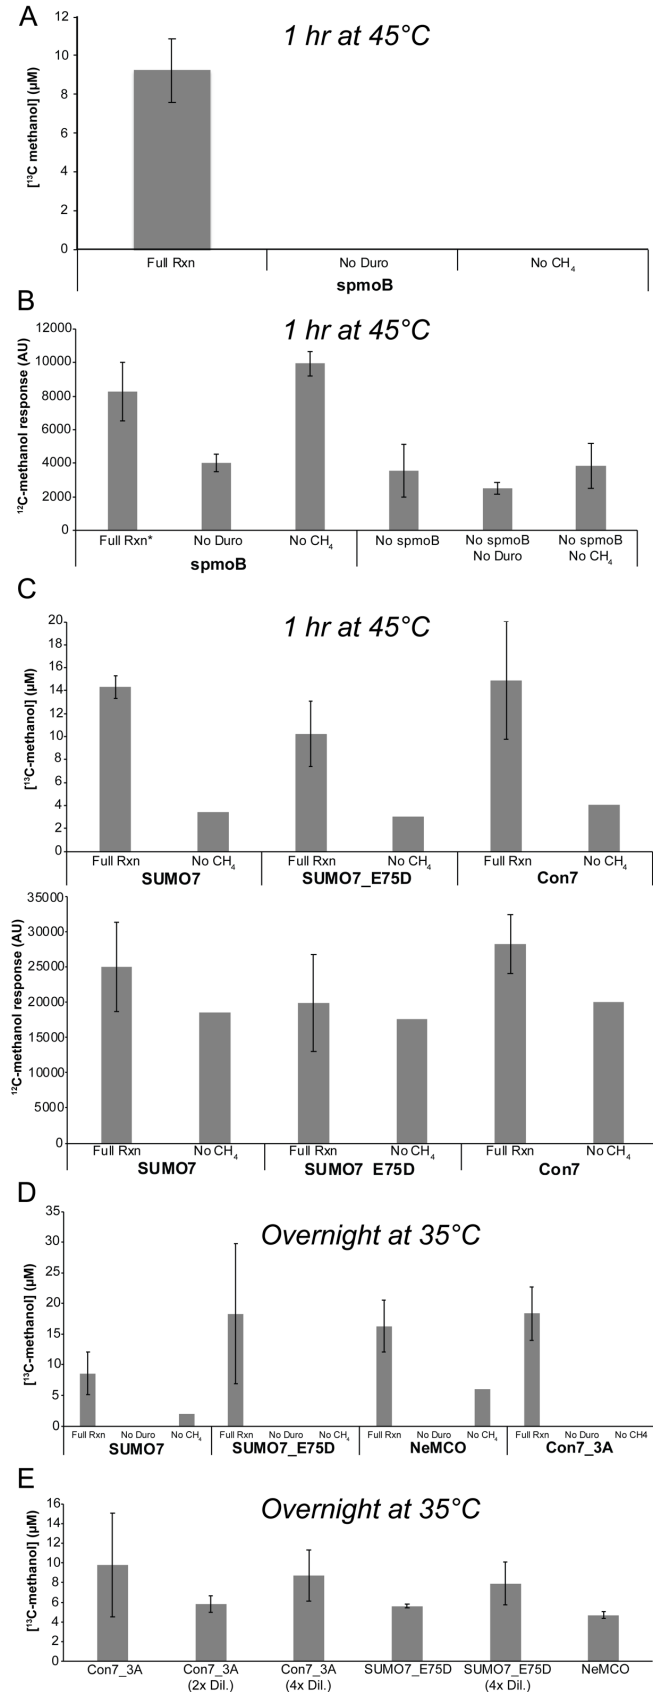 A
1 hr at 45°C
[¹³C methanol] (µM)
12
10
8
6
4
2
0
Full Rxn No Duro No CH₄
spmoB
B
1 hr at 45°C
¹²C-methanol response (AU)
12000
10000
8000
6000
4000
2000
0
Full Rxn* No Duro No CH₄ No spmoB No spmoB No spmoB
No Duro No CH₄
spmoB
C
1 hr at 45°C
[¹³C-methanol] (µM)
20
18
16
14
12
10
8
6
4
2
0
Full Rxn No CH₄ Full Rxn No CH₄ Full Rxn No CH₄
SUMO7 SUMO7_E75D Con7
¹²C-methanol response (AU)
35000
30000
25000
20000
15000
10000
5000
0
Full Rxn No CH₄ Full Rxn No CH₄ Full Rxn No CH₄
SUMO7 SUMO7 E75D Con7
D
Overnight at 35°C
[¹³C-methanol] (µM)
35
30
25
20
15
10
5
0
Full Rxn No Duro No CH₄ Full Rxn No Duro No CH₄ Full Rxn No Duro No CH₄ Full Rxn No Duro No CH4
SUMO7 SUMO7_E75D NeMCO Con7_3A
E
Overnight at 35°C
[¹³C-methanol] (µM)
16
14
12
10
8
6
4
2
0
Con7_3A Con7_3A Con7_3A SUMO7_E75D SUMO7_E75D NeMCO
(2x Dil.) (4x Dil.) (4x Dil.)